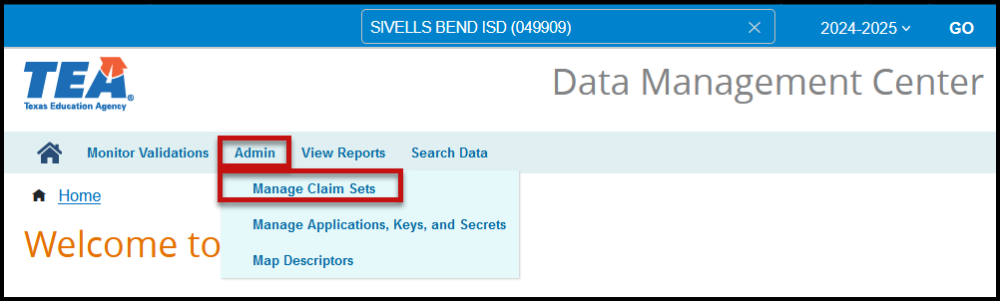 SIVELLS BEND ISD (049909) 2024-2025 GO
TEA®
Texas Education Agency
Data Management Center
Monitor Validations Admin View Reports Search Data
Manage Claim Sets
Home
Manage Applications, Keys, and Secrets
Welcome to
Map Descriptors